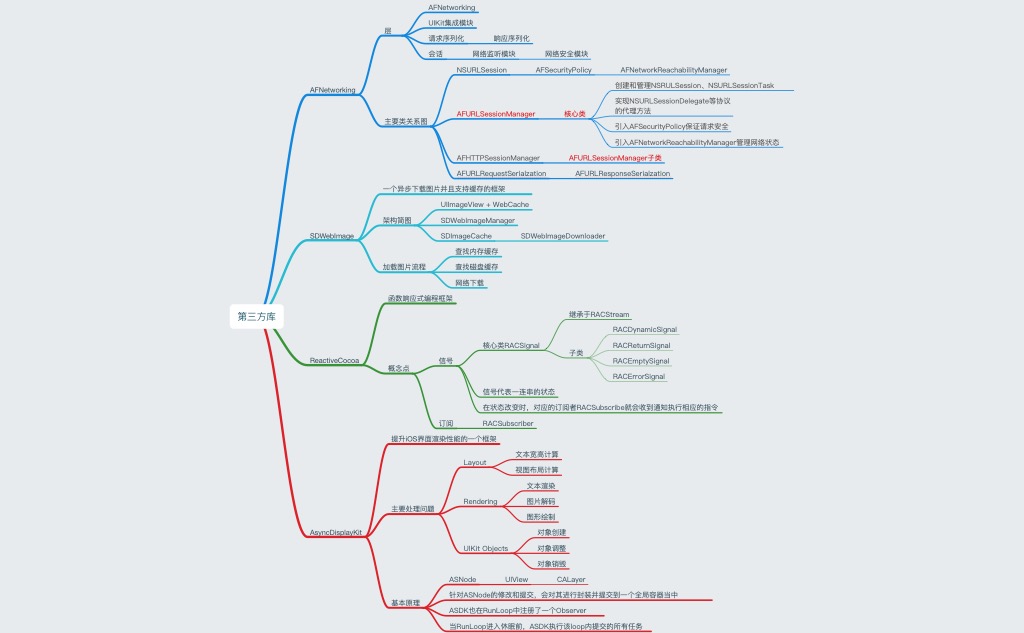 第三方库
AFNetworking
层
AFNetworking
UIKit集成模块
请求序列化 响应序列化
会话 网络监听模块 网络安全模块
主要类关系图
NSURLSession AFSecurityPolicy AFNetworkReachabilityManager
AFURLSessionManager 核心类
创建和管理NSRULSession、NSURLSessionTask
实现NSURLSessionDelegate等协议
的代理方法
引入AFSecurityPolicy保证请求安全
引入AFNetworkReachabilityManager管理网络状态
AFHTTPSessionManager AFURLSessionManager子类
AFURLRequestSerialzation AFURLResponseSerialzation
SDWebImage
一个异步下载图片并且支持缓存的框架
架构简图
UIImageView + WebCache
SDWebImageManager
SDImageCache SDWebImageDownloader
加载图片流程
查找内存缓存
查找磁盘缓存
网络下载
ReactiveCocoa
函数响应式编程框架
概念点
信号
核心类RACSignal
继承于RACStream
子类
RACDynamicSignal
RACReturnSignal
RACEmptySignal
RACErrorSignal
信号代表一连串的状态
在状态改变时，对应的订阅者RACSubscribe就会收到通知执行相应的指令
订阅 RACSubscriber
AsyncDisplayKit
提升iOS界面渲染性能的一个框架
主要处理问题
Layout
文本宽高计算
视图布局计算
Rendering
文本渲染
图片解码
图形绘制
UIKit Objects
对象创建
对象调整
对象销毁
基本原理
ASNode UIView CALayer
针对ASNode的修改和提交，会对其进行封装并提交到一个全局容器当中
ASDK也在RunLoop中注册了一个Observer
当RunLoop进入休眠前，ASDK执行该loop内提交的所有任务